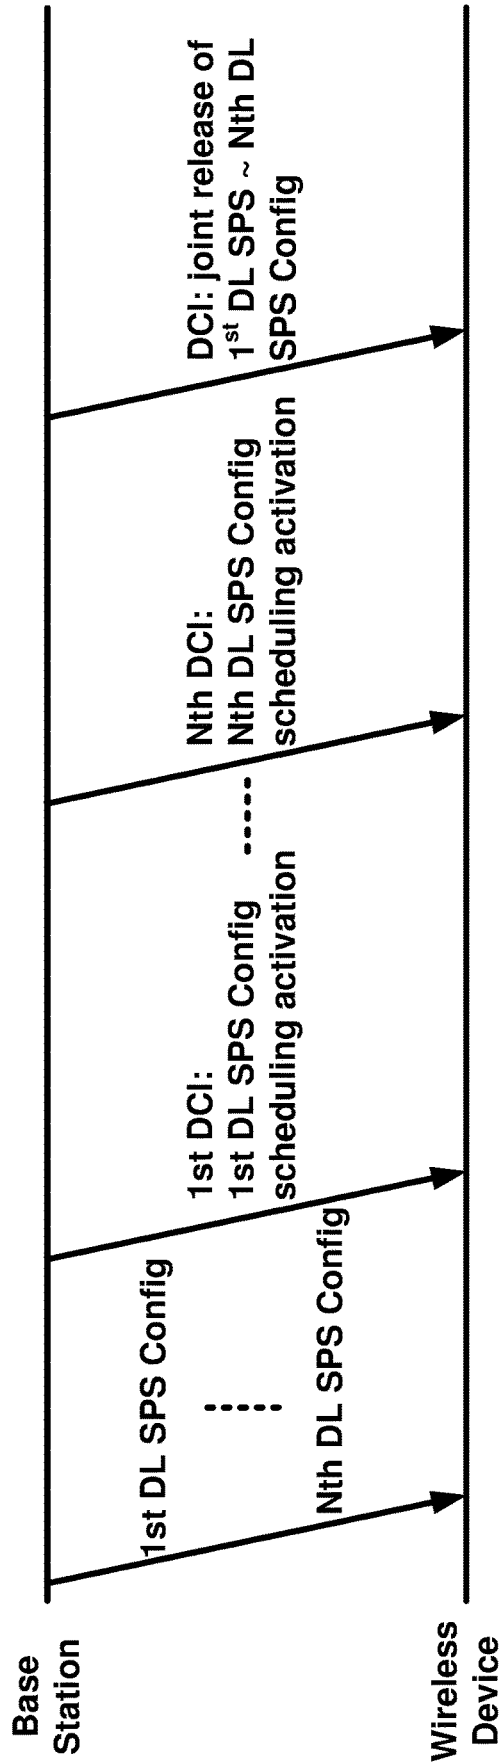 Base
Station
1st DL SPS Config
Nth DL SPS Config
1st DCI:
1st DL SPS Config
scheduling activation
Nth DCI:
Nth DL SPS Config
scheduling activation
DCI: joint release of
1st DL SPS ~ Nth DL
SPS Config
Wireless
Device